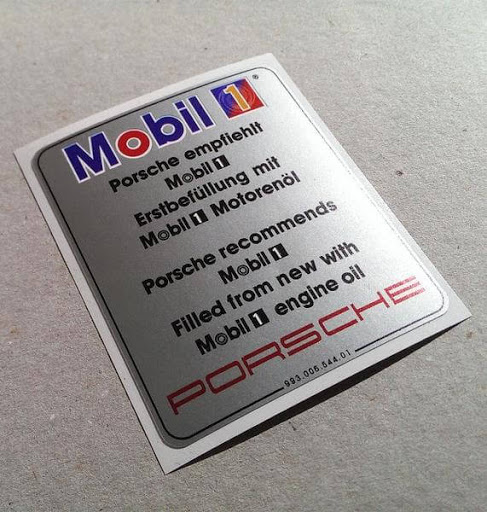 Mobil 1®
Porsche empfiehlt
Mobil 1
Erstbefüllung mit
Mobil 1 Motorenöl
Porsche recommends
Mobil 1
Filled from new with
Mobil 1 engine oil
PORSCHE
993.006.544.01